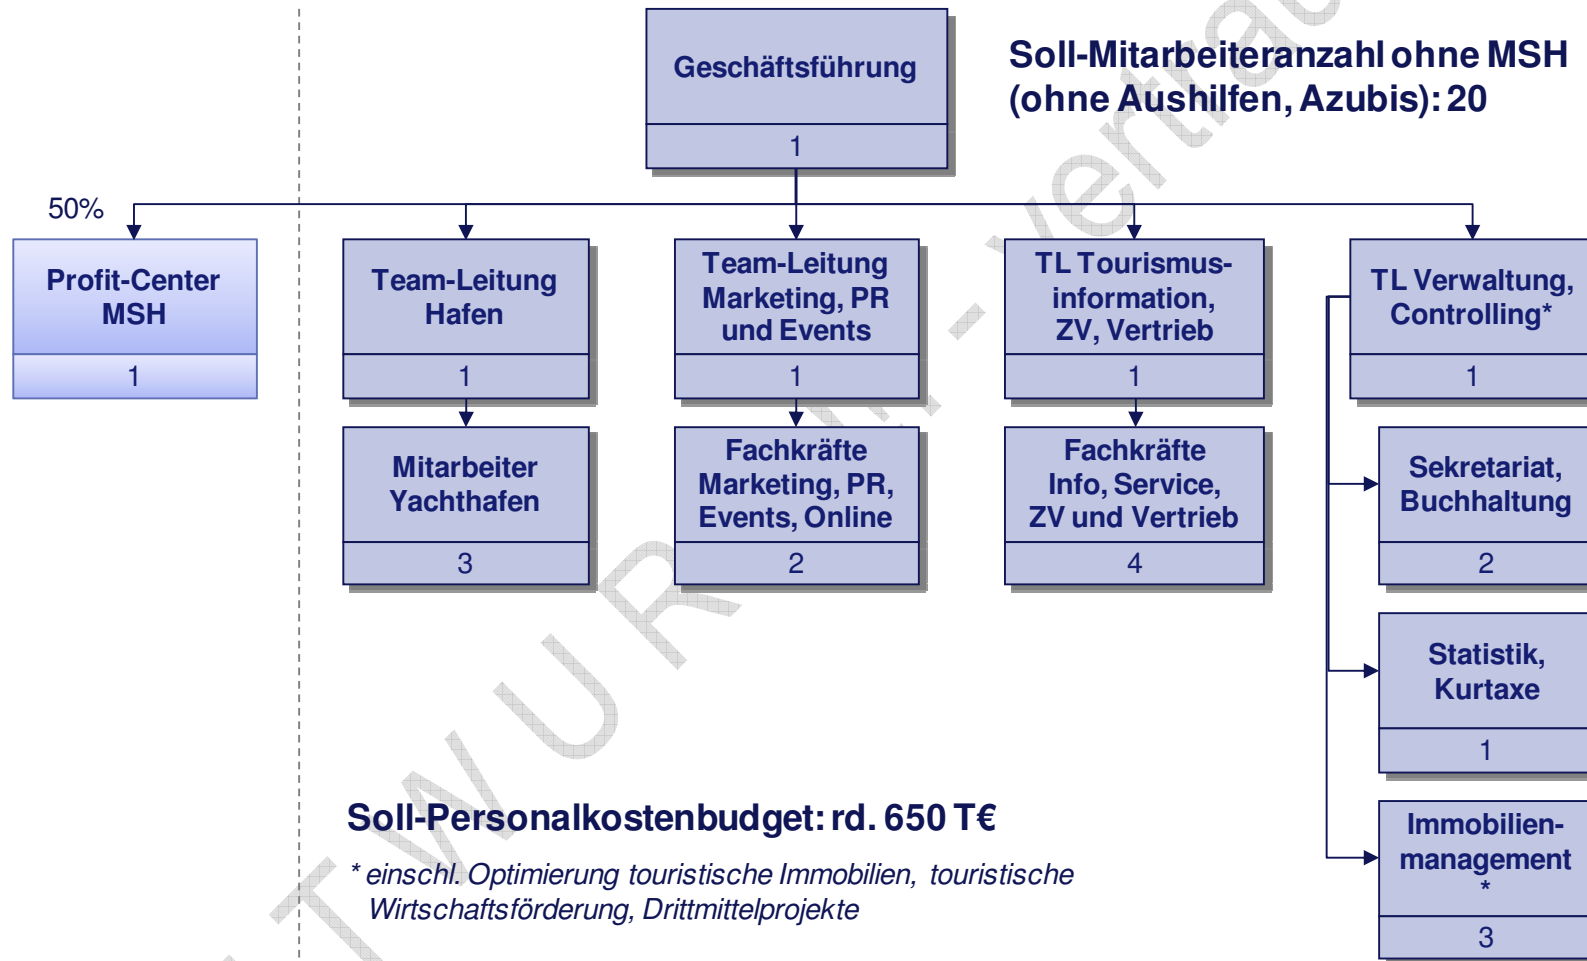 Geschäftsführung
1
Soll-Mitarbeiteranzahl ohne MSH
(ohne Aushilfen, Azubis): 20
50%
Profit-Center
MSH
1
Team-Leitung
Hafen
1
Team-Leitung
Marketing, PR
und Events
1
TL Tourismus-
information,
ZV, Vertrieb
1
TL Verwaltung,
Controlling*
1
Mitarbeiter
Yachthafen
3
Fachkräfte
Marketing, PR,
Events, Online
2
Fachkräfte
Info, Service,
ZV und Vertrieb
4
Sekretariat,
Buchhaltung
2
Statistik,
Kurtaxe
1
Immobilien-
management
*
3
Soll-Personalkostenbudget: rd. 650 T€
* einschl. Optimierung touristische Immobilien, touristische
Wirtschaftsförderung, Drittmittelprojekte